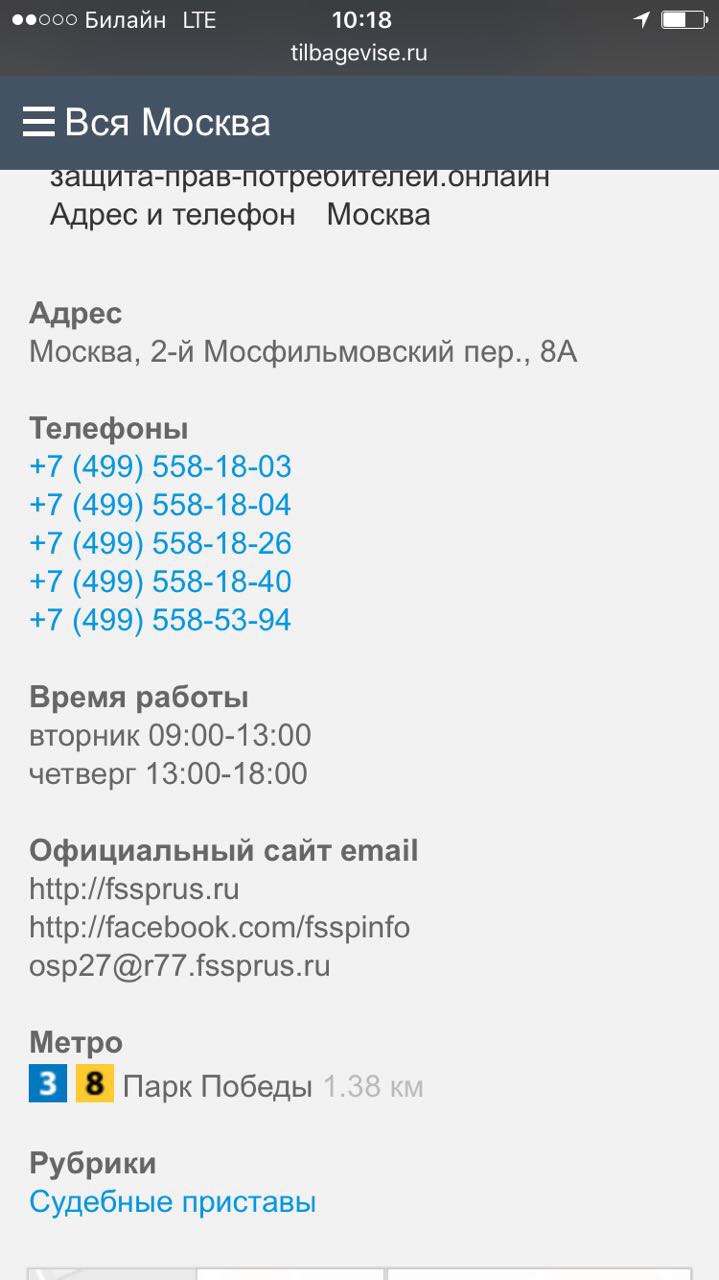 Билайн LTE 10:18
tilbagevise.ru
Вся Москва
защита-прав-потребителей.онлайн
Адрес и телефон Москва
Адрес
Москва, 2-й Мосфильмовский пер., 8А
Телефоны
+7 (499) 558-18-03
+7 (499) 558-18-04
+7 (499) 558-18-26
+7 (499) 558-18-40
+7 (499) 558-53-94
Время работы
вторник 09:00-13:00
четверг 13:00-18:00
Официальный сайт email
http://fssprus.ru
http://facebook.com/fsspinfo
osp27@r77.fssprus.ru
Метро
3 8 Парк Победы 1.38 км
Рубрики
Судебные приставы